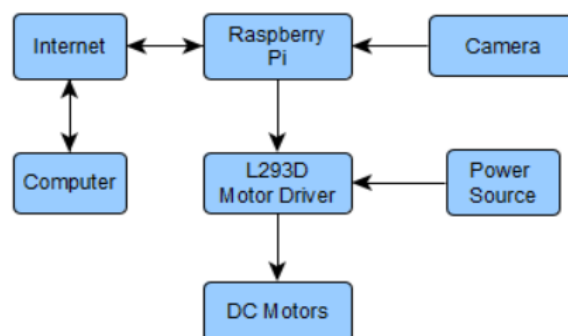 Internet
Raspberry
Pi
Camera
Computer
L293D
Motor Driver
Power
Source
DC Motors